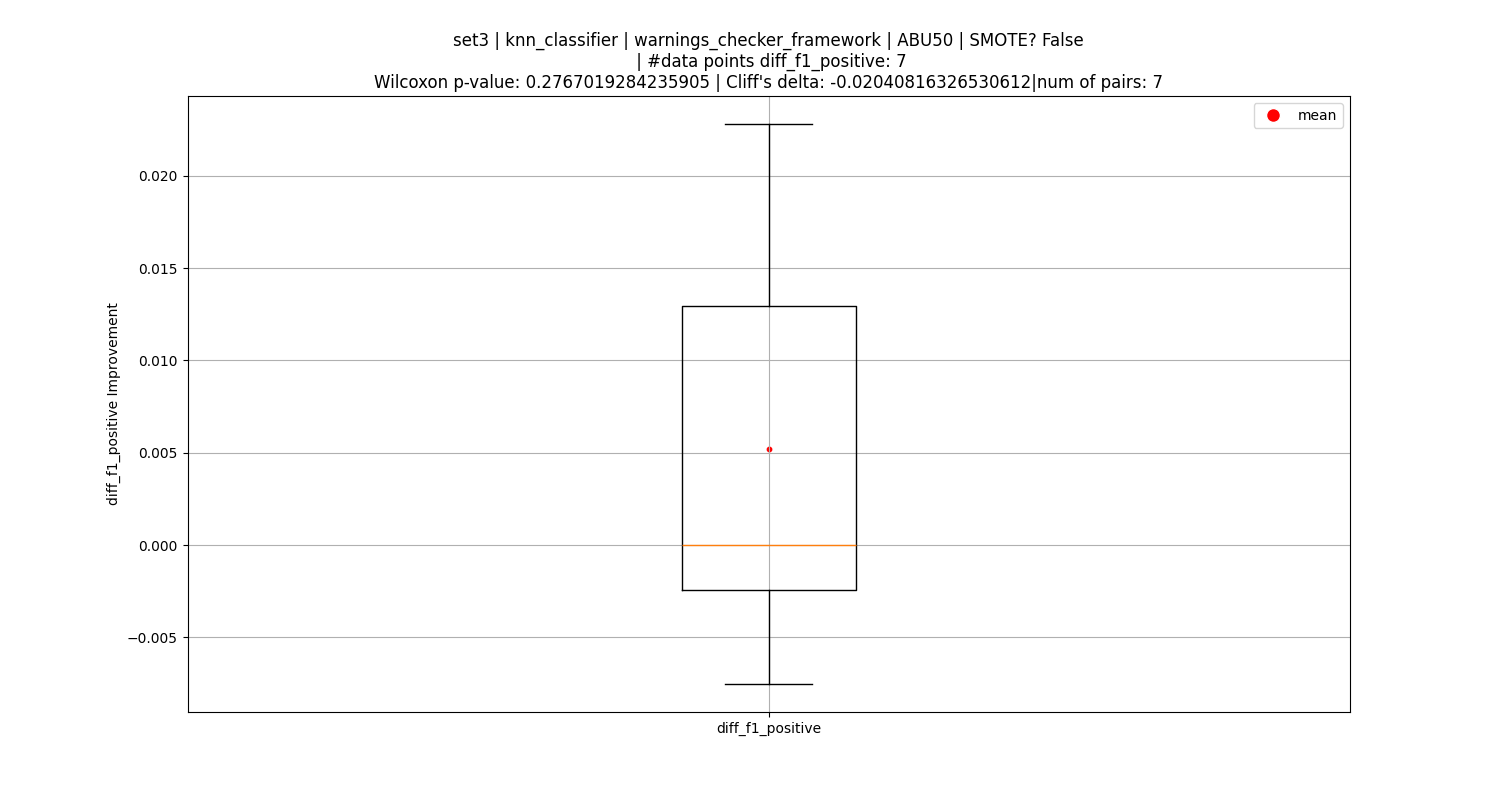 set3 | knn_classifier | warnings_checker_framework | ABU50 | SMOTE? False
| #data points diff_f1_positive: 7
Wilcoxon p-value: 0.2767019284235905 | Cliff's delta: -0.02040816326530612|num of pairs: 7
mean
0.020
0.015
0.010
0.005
0.000
−0.005
diff_f1_positive Improvement
diff_f1_positive